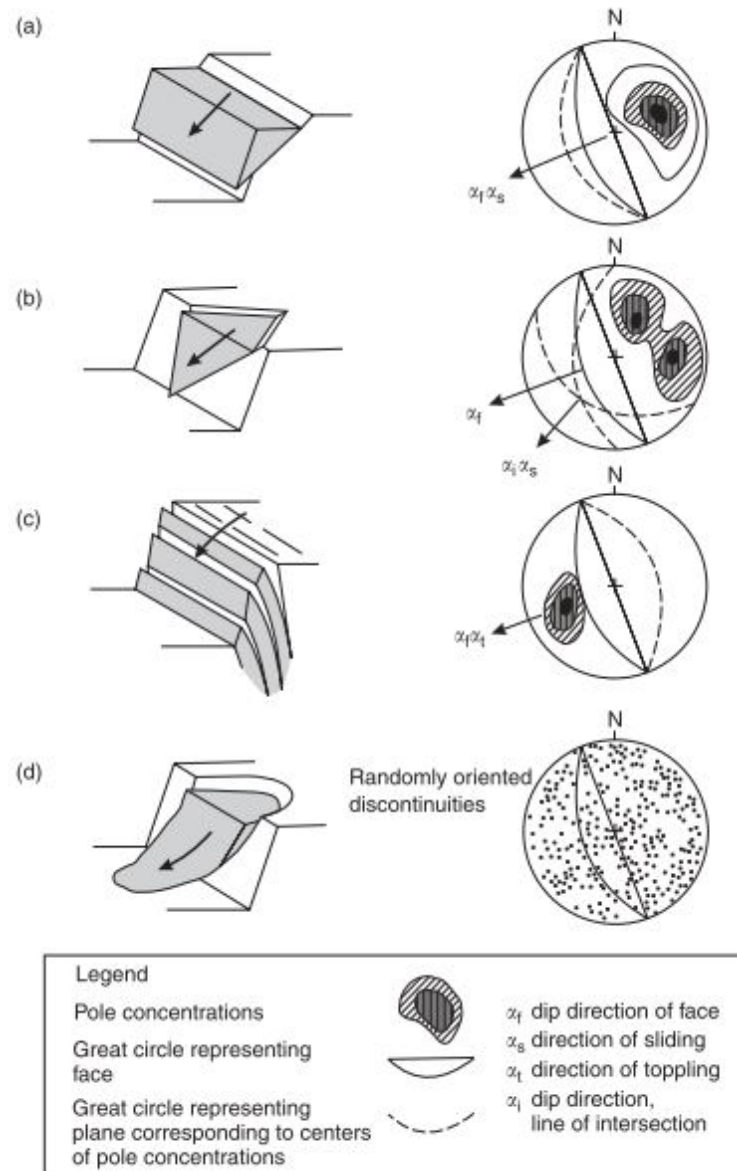 (a)
N
αf αs
(b)
N
αf
αi αs
(c)
N
αfαt
(d)
N
Randomly oriented
discontinuities
Legend
Pole concentrations
Great circle representing
face
Great circle representing
plane corresponding to centers
of pole concentrations
αf dip direction of face
αs direction of sliding
αt direction of toppling
αi dip direction,
line of intersection